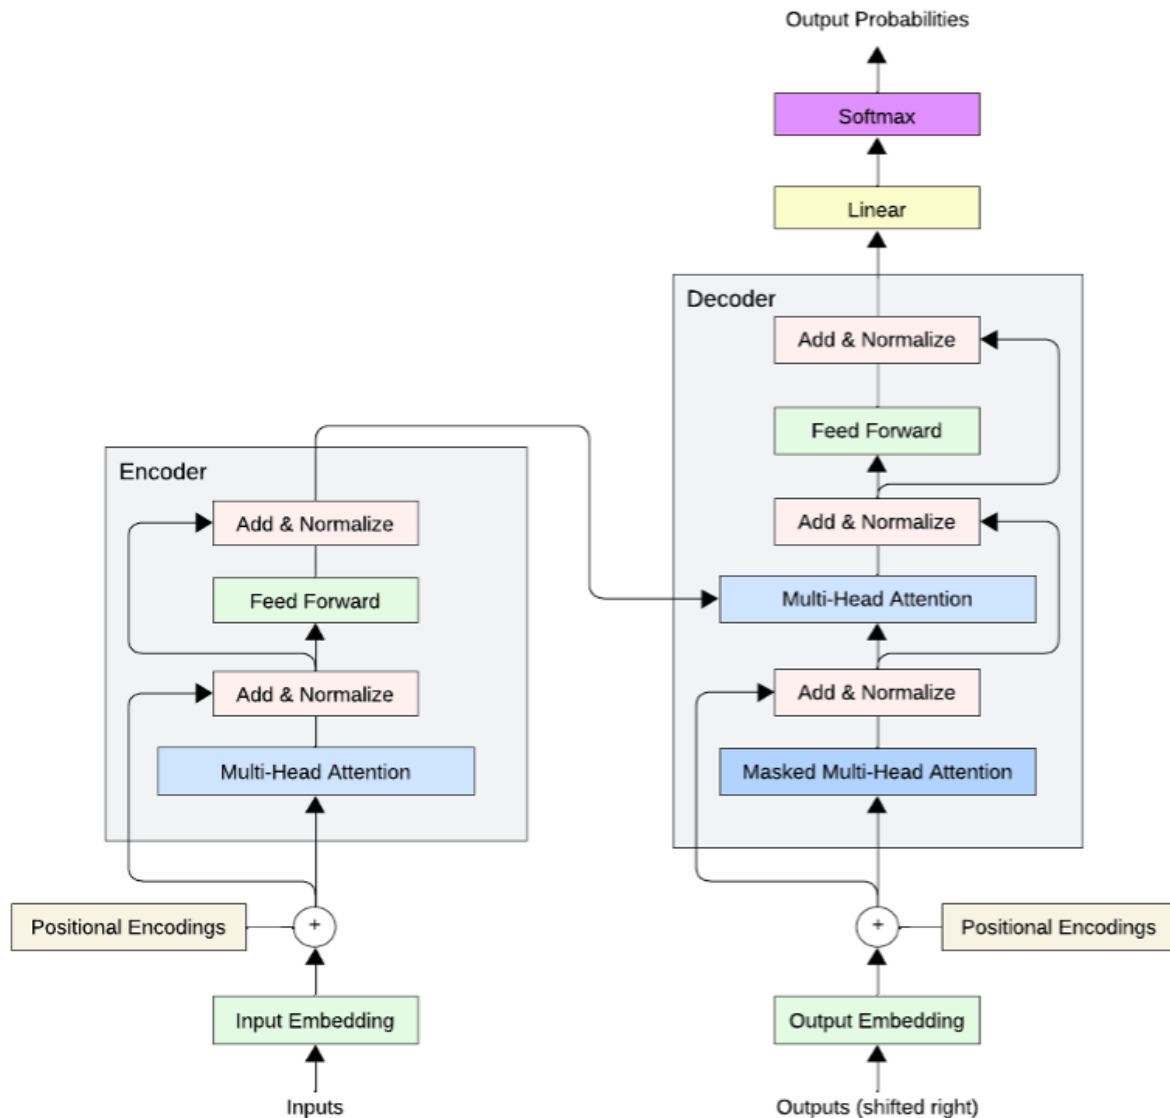 Output Probabilities
Softmax
Linear
Decoder
Add & Normalize
Feed Forward
Add & Normalize
Multi-Head Attention
Add & Normalize
Masked Multi-Head Attention
Encoder
Add & Normalize
Feed Forward
Add & Normalize
Multi-Head Attention
Positional Encodings
+
+
Positional Encodings
Input Embedding
Output Embedding
Inputs
Outputs (shifted right)